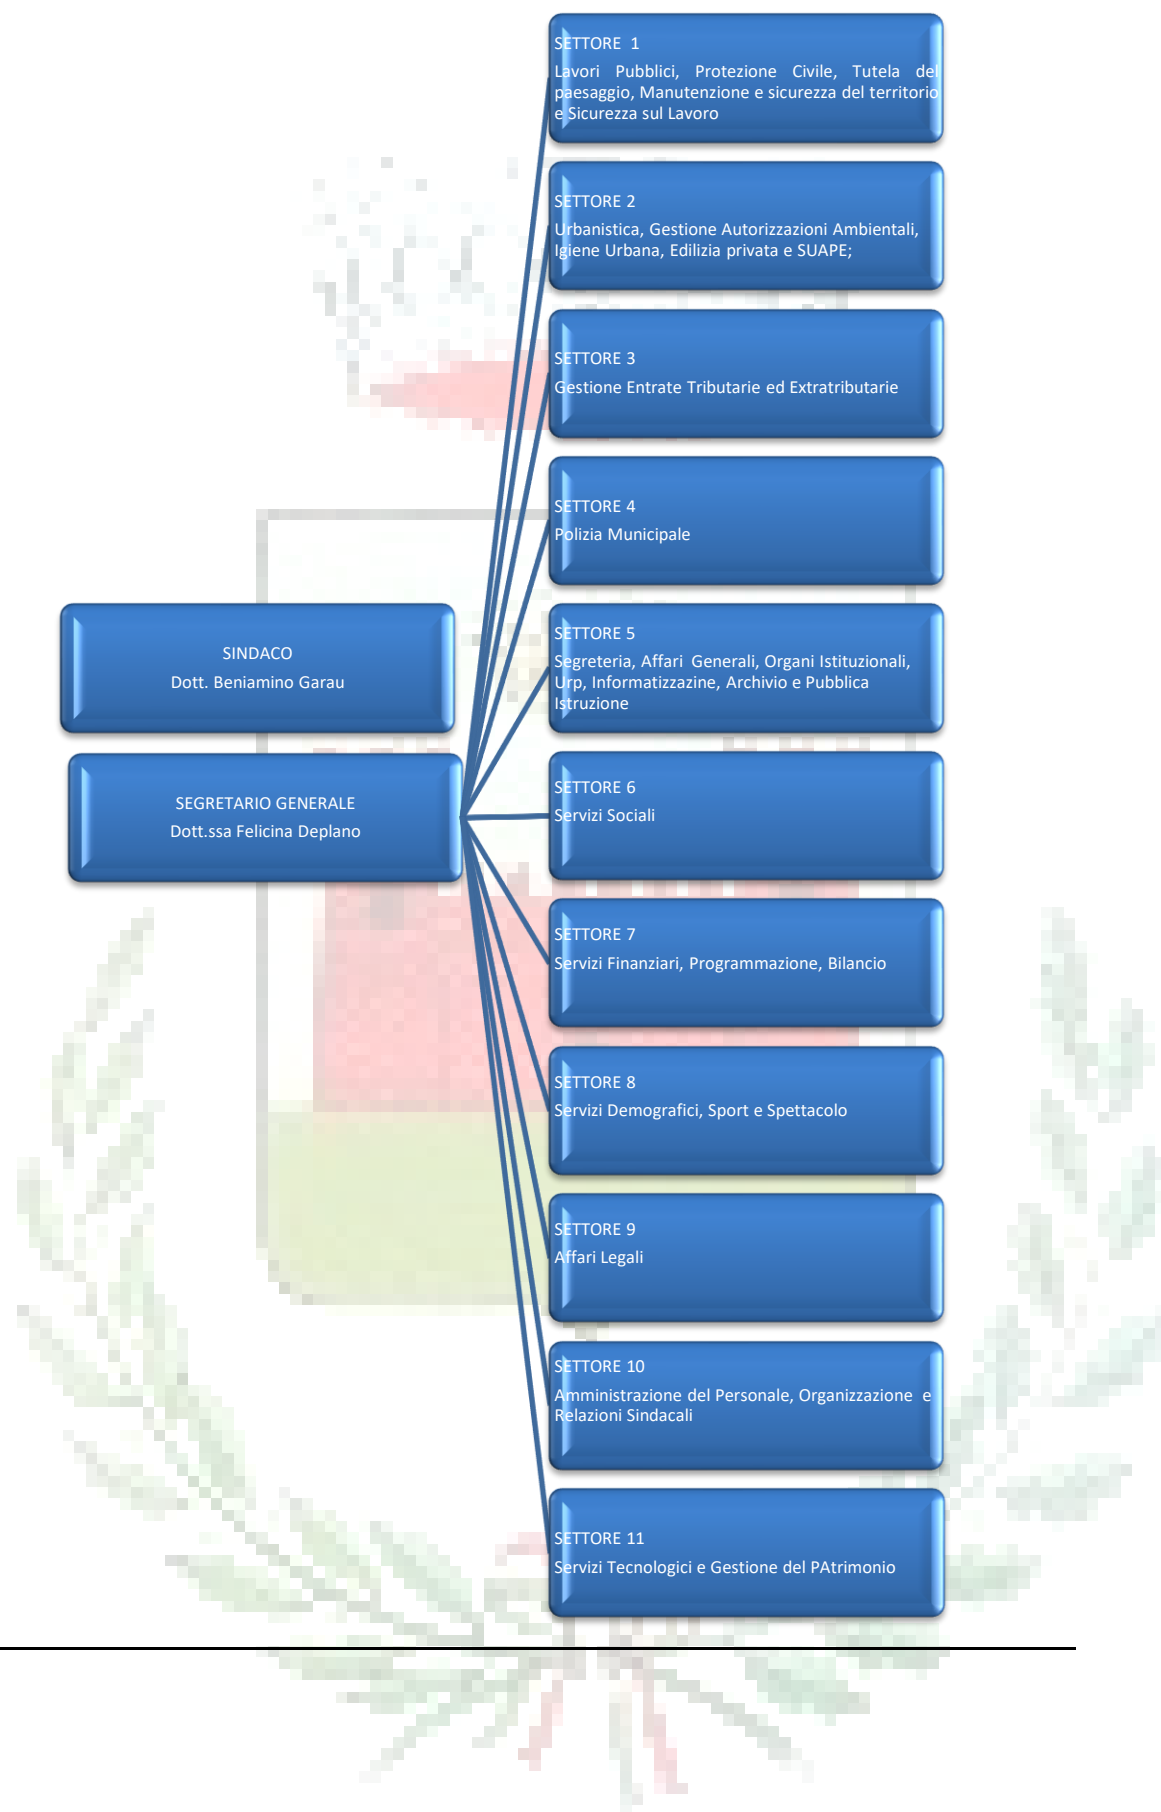 SETTORE 1
Lavori Pubblici, Protezione Civile, Tutela del
paesaggio, Manutenzione e sicurezza del territorio
e Sicurezza sul Lavoro
SETTORE 2
Urbanistica, Gestione Autorizzazioni Ambientali,
Igiene Urbana, Edilizia privata e SUAPE;
SETTORE 3
Gestione Entrate Tributarie ed Extratributarie
SETTORE 4
Polizia Municipale
SINDACO
Dott. Beniamino Garau
SEGRETARIO GENERALE
Dott.ssa Felicina Deplano
SETTORE 5
Segreteria, Affari Generali, Organi Istituzionali,
Urp, Informatizzazine, Archivio e Pubblica
Istruzione
SETTORE 6
Servizi Sociali
SETTORE 7
Servizi Finanziari, Programmazione, Bilancio
SETTORE 8
Servizi Demografici, Sport e Spettacolo
SETTORE 9
Affari Legali
SETTORE 10
Amministrazione del Personale, Organizzazione e
Relazioni Sindacali
SETTORE 11
Servizi Tecnologici e Gestione del PAtrimonio